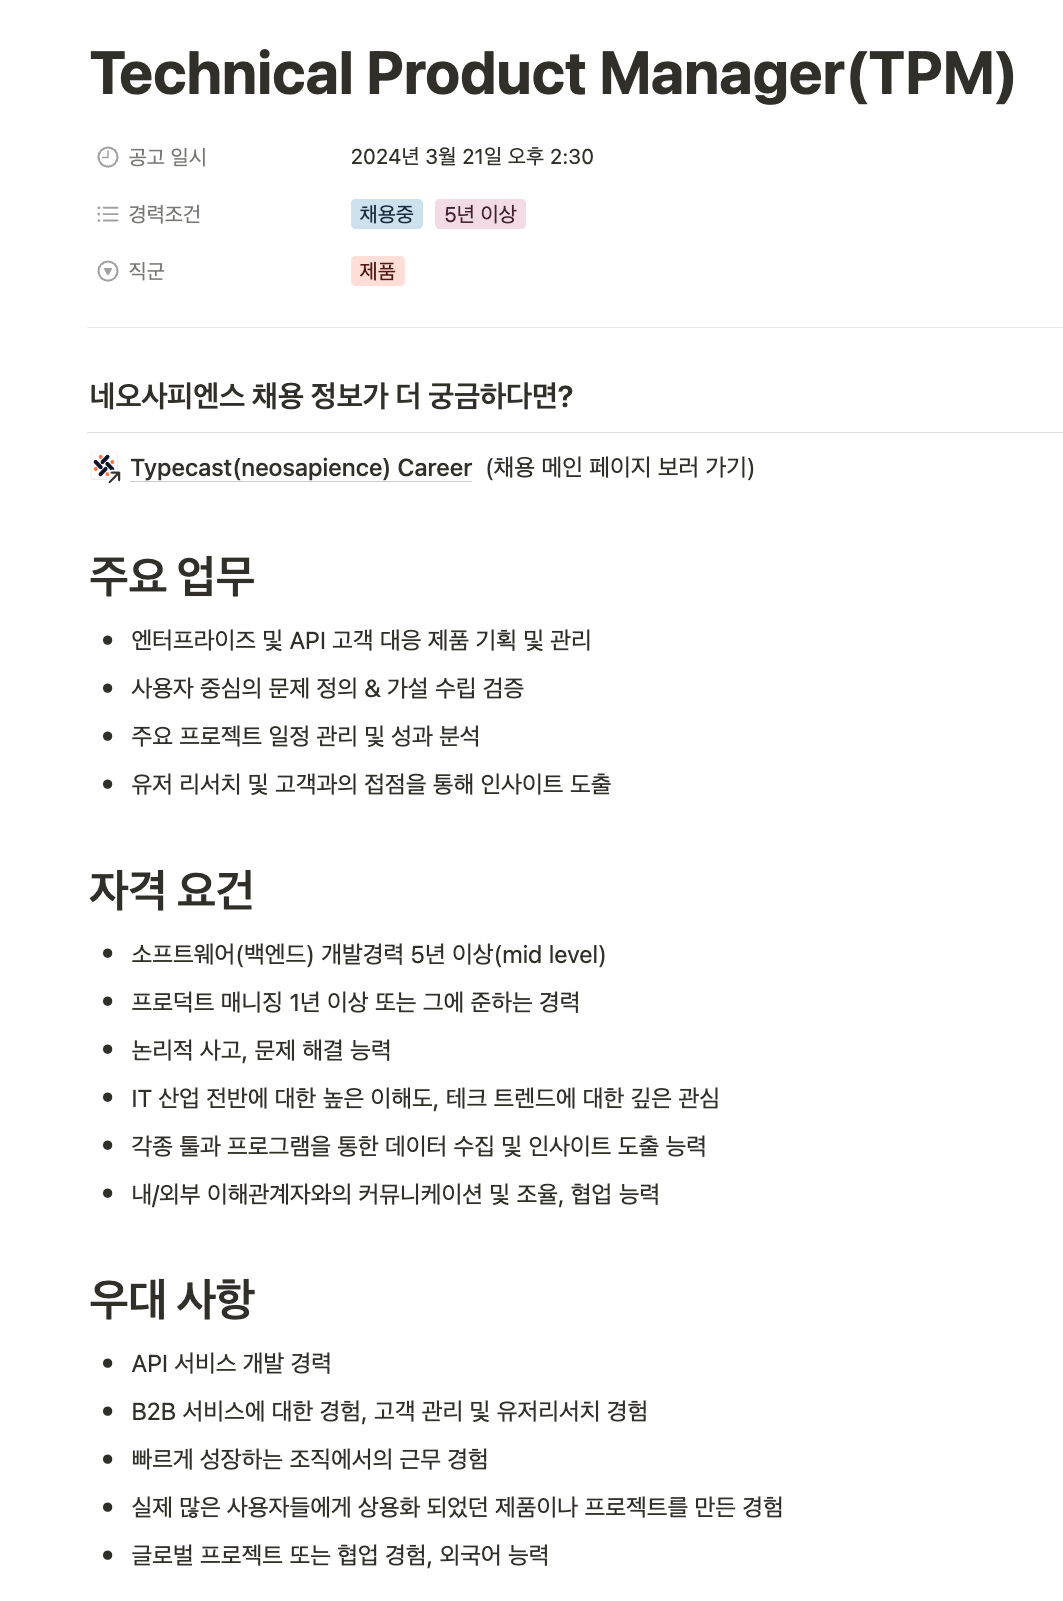 Technical Product Manager(TPM)
공고 일시 2024년 3월 21일 오후 2:30
경력조건 채용중 5년 이상
직군 제품
네오사피엔스 채용 정보가 더 궁금하다면?
Typecast(neosapience) Career (채용 메인 페이지 보러 가기)
주요 업무
• 엔터프라이즈 및 API 고객 대응 제품 기획 및 관리
• 사용자 중심의 문제 정의 & 가설 수립 검증
• 주요 프로젝트 일정 관리 및 성과 분석
• 유저 리서치 및 고객과의 접점을 통해 인사이트 도출
자격 요건
• 소프트웨어(백엔드) 개발경력 5년 이상(mid level)
• 프로덕트 매니징 1년 이상 또는 그에 준하는 경력
• 논리적 사고, 문제 해결 능력
• IT 산업 전반에 대한 높은 이해도, 테크 트렌드에 대한 깊은 관심
• 각종 툴과 프로그램을 통한 데이터 수집 및 인사이트 도출 능력
• 내/외부 이해관계자와의 커뮤니케이션 및 조율, 협업 능력
우대 사항
• API 서비스 개발 경력
• B2B 서비스에 대한 경험, 고객 관리 및 유저리서치 경험
• 빠르게 성장하는 조직에서의 근무 경험
• 실제 많은 사용자들에게 상용화 되었던 제품이나 프로젝트를 만든 경험
• 글로벌 프로젝트 또는 협업 경험, 외국어 능력